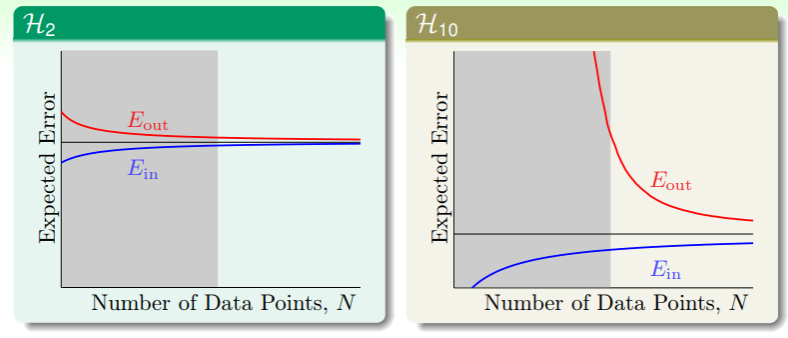 H2
Expected Error
Eout
Ein
Number of Data Points, N
H10
Expected Error
Eout
Ein
Number of Data Points, N